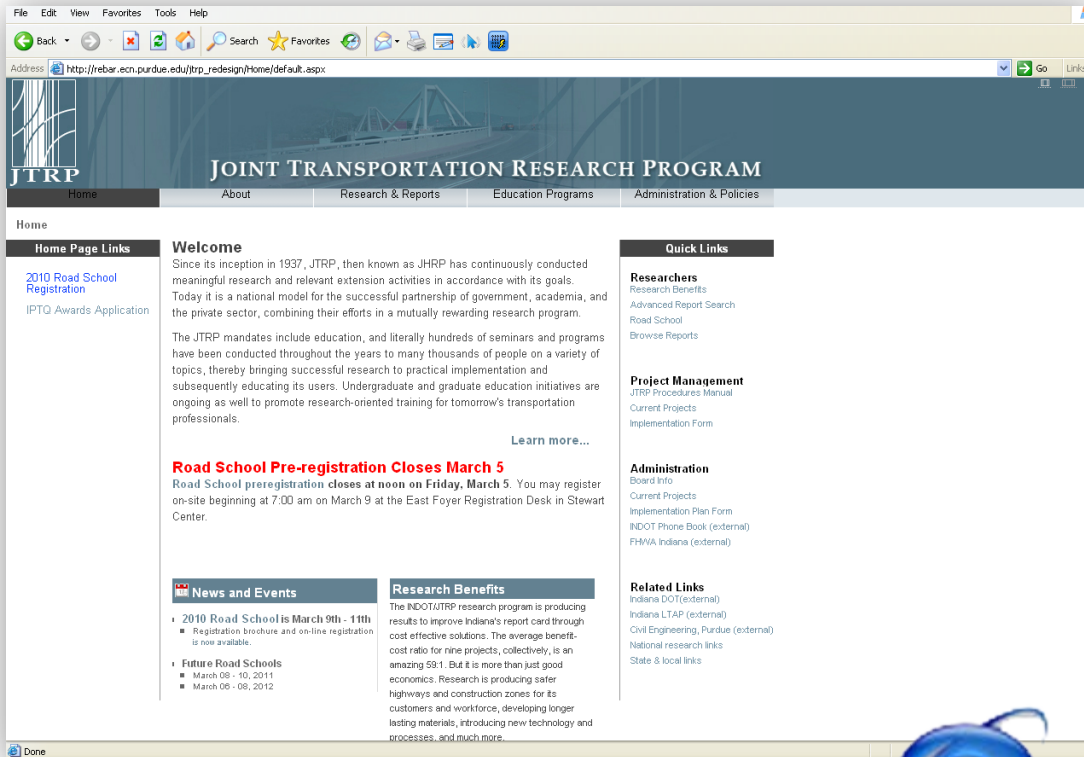 File Edit View Favorites Tools Help
Back Search Favorites
Address http://rebar.ecn.purdue.edu/jtrp_redesign/Home/default.aspx Go Links
JTRP
JOINT TRANSPORTATION RESEARCH PROGRAM
Home About Research & Reports Education Programs Administration & Policies
Home
Home Page Links
2010 Road School
Registration
IPTQ Awards Application
Welcome
Since its inception in 1937, JTRP, then known as JHRP has continuously conducted
meaningful research and relevant extension activities in accordance with its goals.
Today it is a national model for the successful partnership of government, academia, and
the private sector, combining their efforts in a mutually rewarding research program.
The JTRP mandates include education, and literally hundreds of seminars and programs
have been conducted throughout the years to many thousands of people on a variety of
topics, thereby bringing successful research to practical implementation and
subsequently educating its users. Undergraduate and graduate education initiatives are
ongoing as well to promote research-oriented training for tomorrow's transportation
professionals.
Learn more...
Road School Pre-registration Closes March 5
Road School preregistration closes at noon on Friday, March 5. You may register
on-site beginning at 7:00 am on March 9 at the East Foyer Registration Desk in Stewart
Center.
News and Events
2010 Road School is March 9th - 11th
Registration brochure and on-line registration
is now available.
Future Road Schools
March 08 - 10, 2011
March 06 - 08, 2012
Research Benefits
The INDOT/JTRP research program is producing
results to improve Indiana's report card through
cost effective solutions. The average benefit-
cost ratio for nine projects, collectively, is an
amazing 59:1. But it is more than just good
economics. Research is producing safer
highways and construction zones for its
customers and workforce, developing longer
lasting materials, introducing new technology and
processes, and much more.
Quick Links
Researchers
Research Benefits
Advanced Report Search
Road School
Browse Reports
Project Management
JTRP Procedures Manual
Current Projects
Implementation Form
Administration
Board Info
Current Projects
Implementation Plan Form
INDOT Phone Book (external)
FHWA Indiana (external)
Related Links
Indiana DOT(external)
Indiana LTAP (external)
Civil Engineering, Purdue (external)
National research links
State & local links
Done